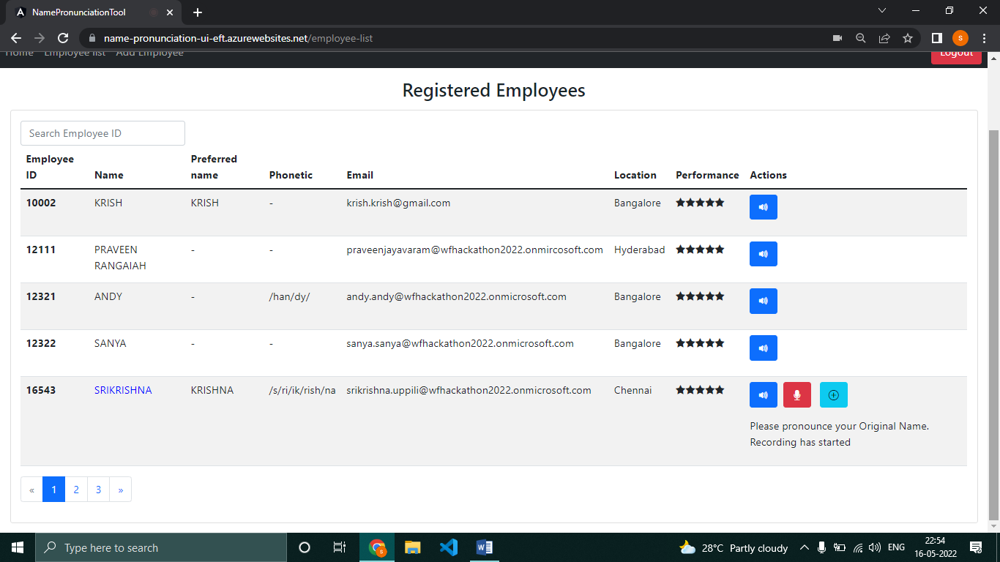 NamePronunciationTool
name-pronunciation-ui-eft.azurewebsites.net/employee-list
S
Home Employee list Add Employee Logout
Registered Employees
Search Employee ID
Employee ID Name Preferred name Phonetic Email Location Performance Actions
10002 KRISH KRISH - krish.krish@gmail.com Bangalore ★★★★★
12111 PRAVEEN RANGAIAH - - praveenjayavaram@wfhackathon2022.onmircosoft.com Hyderabad ★★★★★
12321 ANDY - /han/dy/ andy.andy@wfhackathon2022.onmicrosoft.com Bangalore ★★★★★
12322 SANYA - - sanya.sanya@wfhackathon2022.onmicrosoft.com Bangalore ★★★★★
16543 SRIKRISHNA KRISHNA /s/ri/ik/rish/na srikrishna.uppili@wfhackathon2022.onmicrosoft.com Chennai ★★★★★
Please pronounce your Original Name.
Recording has started
« 1 2 3 »
Type here to search
28°C Partly cloudy
ENG
22:54
16-05-2022